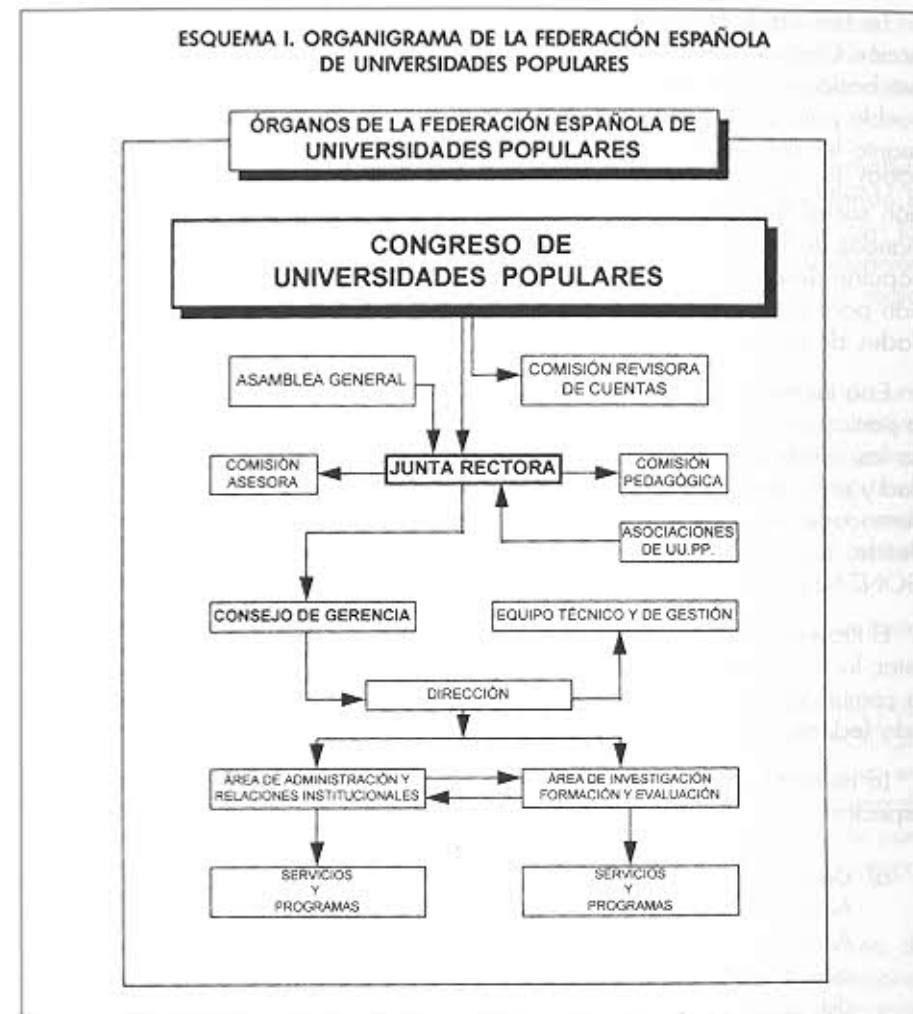 ESQUEMA I. ORGANIGRAMA DE LA FEDERACIÓN ESPAÑOLA
DE UNIVERSIDADES POPULARES
ÓRGANOS DE LA FEDERACIÓN ESPAÑOLA DE
UNIVERSIDADES POPULARES
CONGRESO DE
UNIVERSIDADES POPULARES
ASAMBLEA GENERAL
COMISIÓN REVISORA
DE CUENTAS
COMISIÓN
ASESORA
JUNTA RECTORA
COMISIÓN
PEDAGÓGICA
ASOCIACIONES
DE UU.PP.
CONSEJO DE GERENCIA
EQUIPO TÉCNICO Y DE GESTIÓN
DIRECCIÓN
ÁREA DE ADMINISTRACIÓN Y
RELACIONES INSTITUCIONALES
ÁREA DE INVESTIGACIÓN
FORMACIÓN Y EVALUACIÓN
SERVICIOS
Y
PROGRAMAS
SERVICIOS
Y
PROGRAMAS